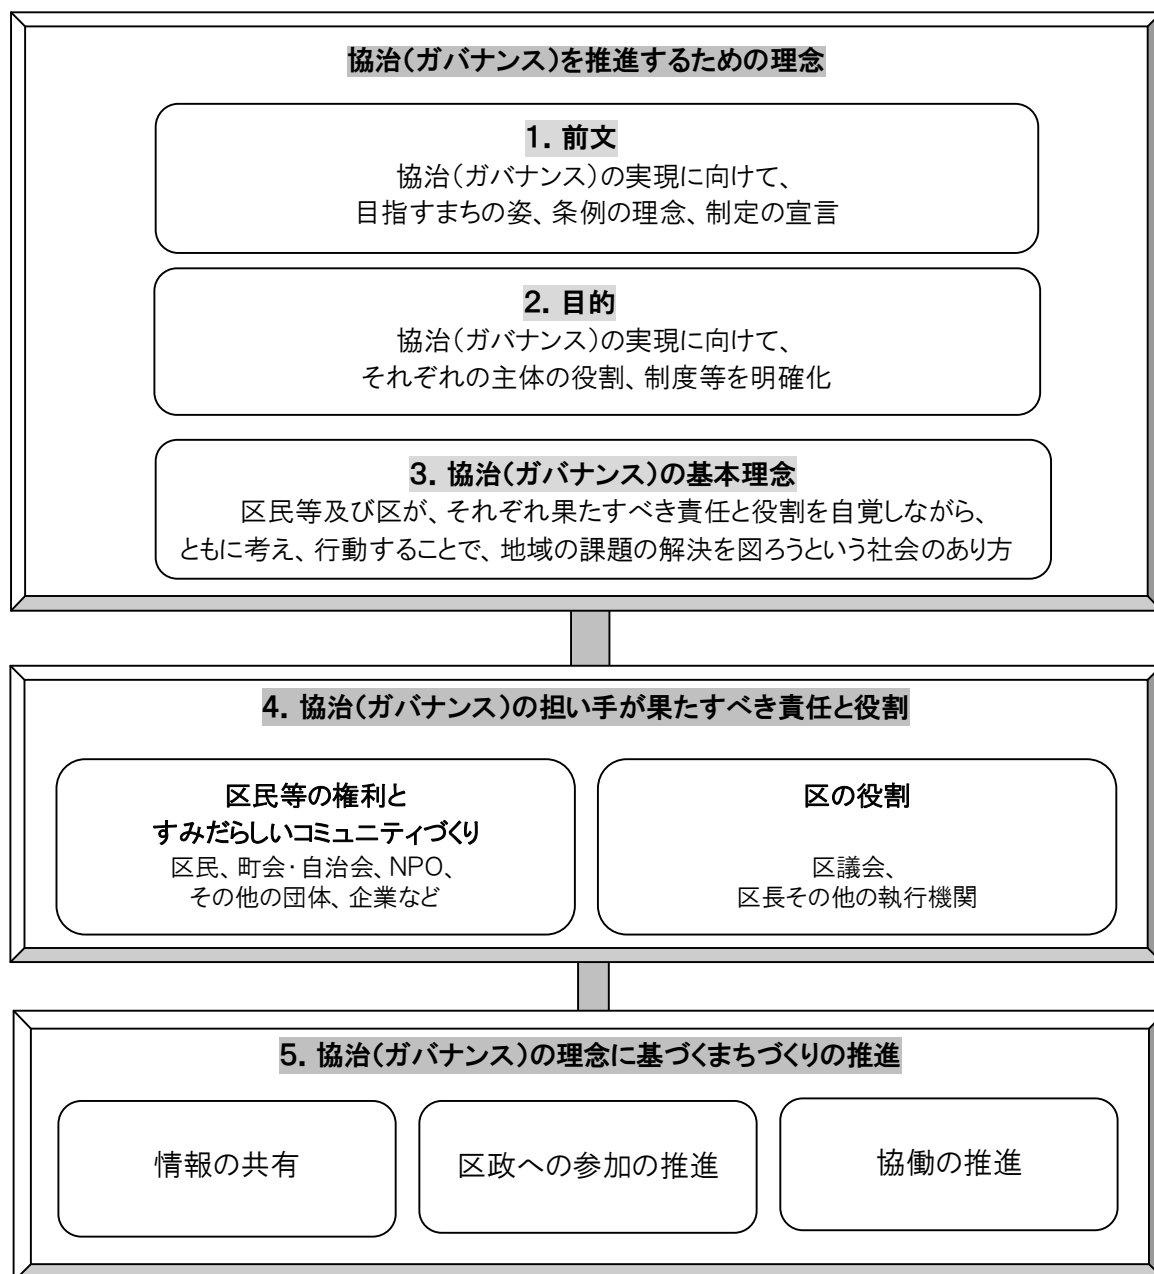 協治(ガバナンス)を推進するための理念
1. 前文
協治(ガバナンス)の実現に向けて、
目指すまちの姿、条例の理念、制定の宣言
2. 目的
協治(ガバナンス)の実現に向けて、
それぞれの主体の役割、制度等を明確化
3. 協治(ガバナンス)の基本理念
区民等及び区が、それぞれ果たすべき責任と役割を自覚しながら、
ともに考え、行動することで、地域の課題の解決を図ろうという社会のあり方
4. 協治(ガバナンス)の担い手が果たすべき責任と役割
区民等の権利と
すみだらしいコミュニティづくり
区民、町会・自治会、NPO、
その他の団体、企業など
区の役割
区議会、
区長その他の執行機関
5. 協治(ガバナンス)の理念に基づくまちづくりの推進
情報の共有
区政への参加の推進
協働の推進